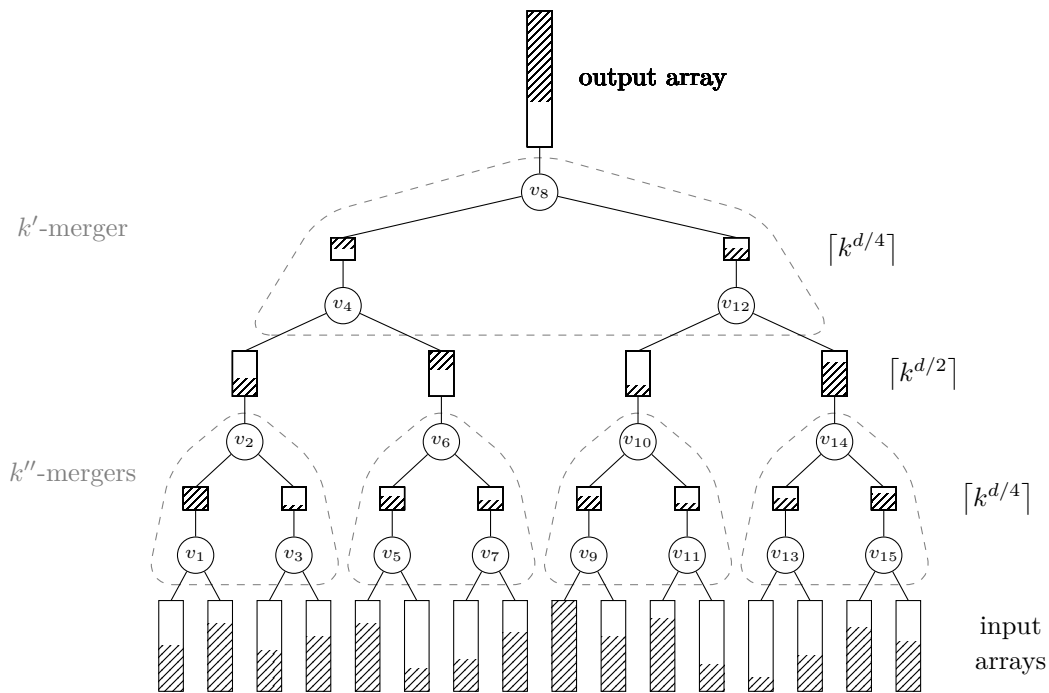 output array
v₈
k′-merger
⌈k^{d/4}⌉
v₄
v₁₂
⌈k^{d/2}⌉
v₂
v₆
v₁₀
v₁₄
k″-mergers
⌈k^{d/4}⌉
v₁
v₃
v₅
v₇
v₉
v₁₁
v₁₃
v₁₅
input
arrays